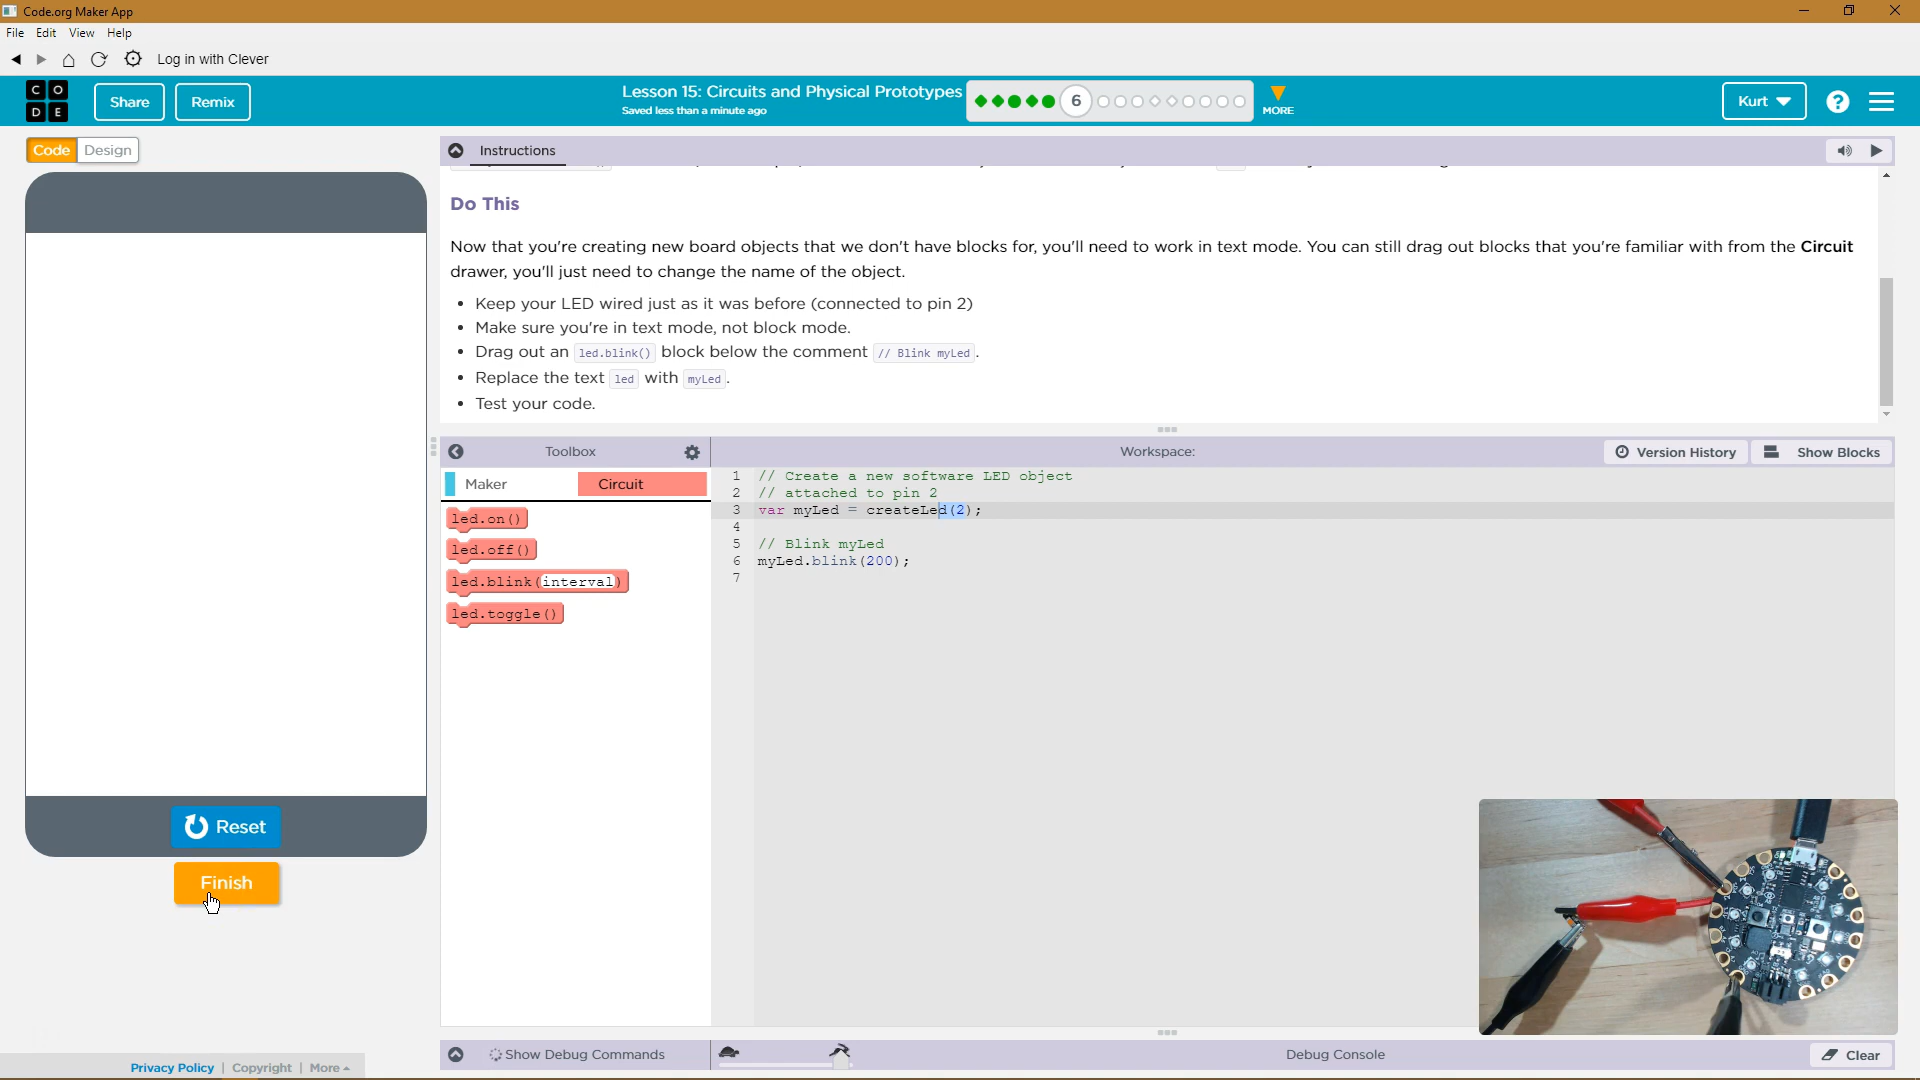 Code.org Maker App
File Edit View Help
Log in with Clever
C O
D E
Share
Remix
Lesson 15: Circuits and Physical Prototypes
Saved less than a minute ago
6
MORE
Kurt
?
Code
Design
Instructions
Do This
Now that you're creating new board objects that we don't have blocks for, you'll need to work in text mode. You can still drag out blocks that you're familiar with from the Circuit
drawer, you'll just need to change the name of the object.
• Keep your LED wired just as it was before (connected to pin 2)
• Make sure you're in text mode, not block mode.
• Drag out an led.blink() block below the comment // Blink myLed .
• Replace the text led with myLed .
• Test your code.
Toolbox
Workspace:
Version History
Show Blocks
Maker
Circuit
led.on()
led.off()
led.blink(interval)
led.toggle()
1 // Create a new software LED object
2 // attached to pin 2
3 var myLed = createLed(2);
4
5 // Blink myLed
6 myLed.blink(200);
7
Reset
Finish
Show Debug Commands
Debug Console
Clear
Privacy Policy | Copyright | More